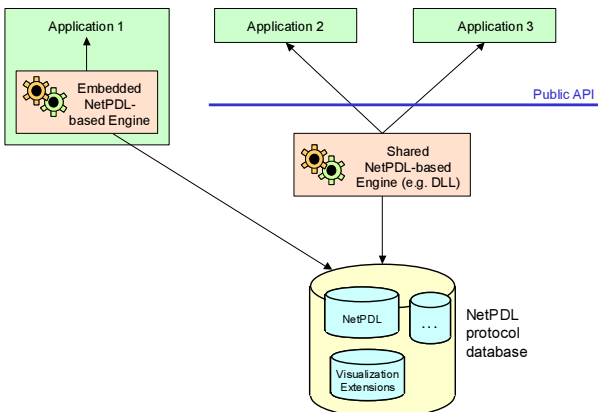 Application 1
Application 2
Application 3
Embedded
NetPDL-
based Engine
Public API
Shared
NetPDL-based
Engine (e.g. DLL)
NetPDL
...
NetPDL
protocol
database
Visualization
Extensions